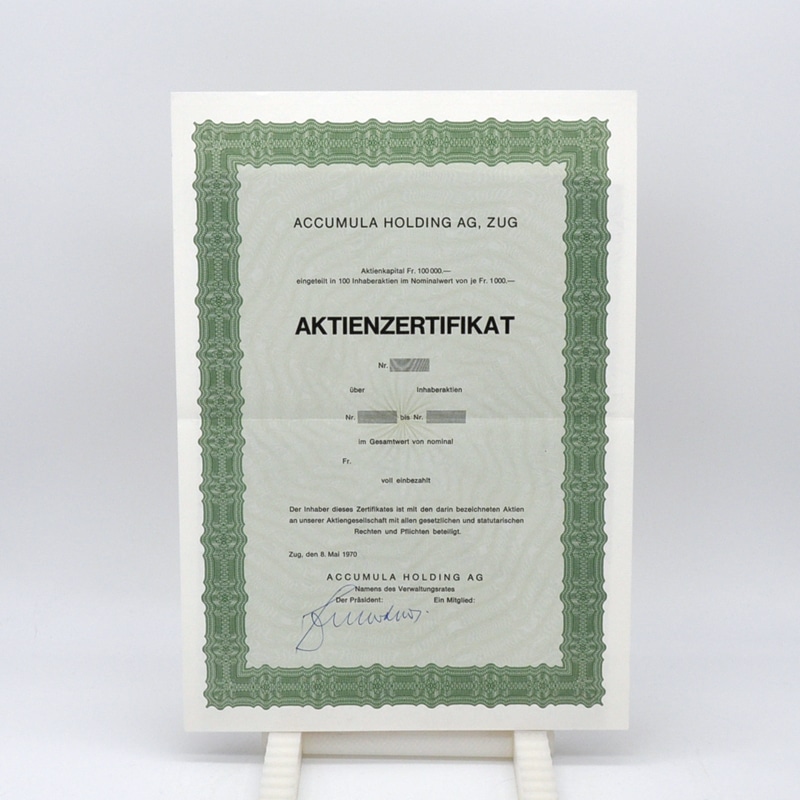 ACCUMULA HOLDING AG, ZUG
Aktienkapital Fr. 100 000.—
eingeteilt in 100 Inhaberaktien im Nominalwert von je Fr. 1000.—
AKTIENZERTIFIKAT
Nr.
über Inhaberaktien
Nr. bis Nr.
im Gesamtwert von nominal
Fr.
voll einbezahlt
Der Inhaber dieses Zertifikates ist mit den darin bezeichneten Aktien
an unserer Aktiengesellschaft mit allen gesetzlichen und statutarischen
Rechten und Pflichten beteiligt.
Zug, den 8. Mai 1970
ACCUMULA HOLDING AG
Namens des Verwaltungsrates
Der Präsident: Ein Mitglied: